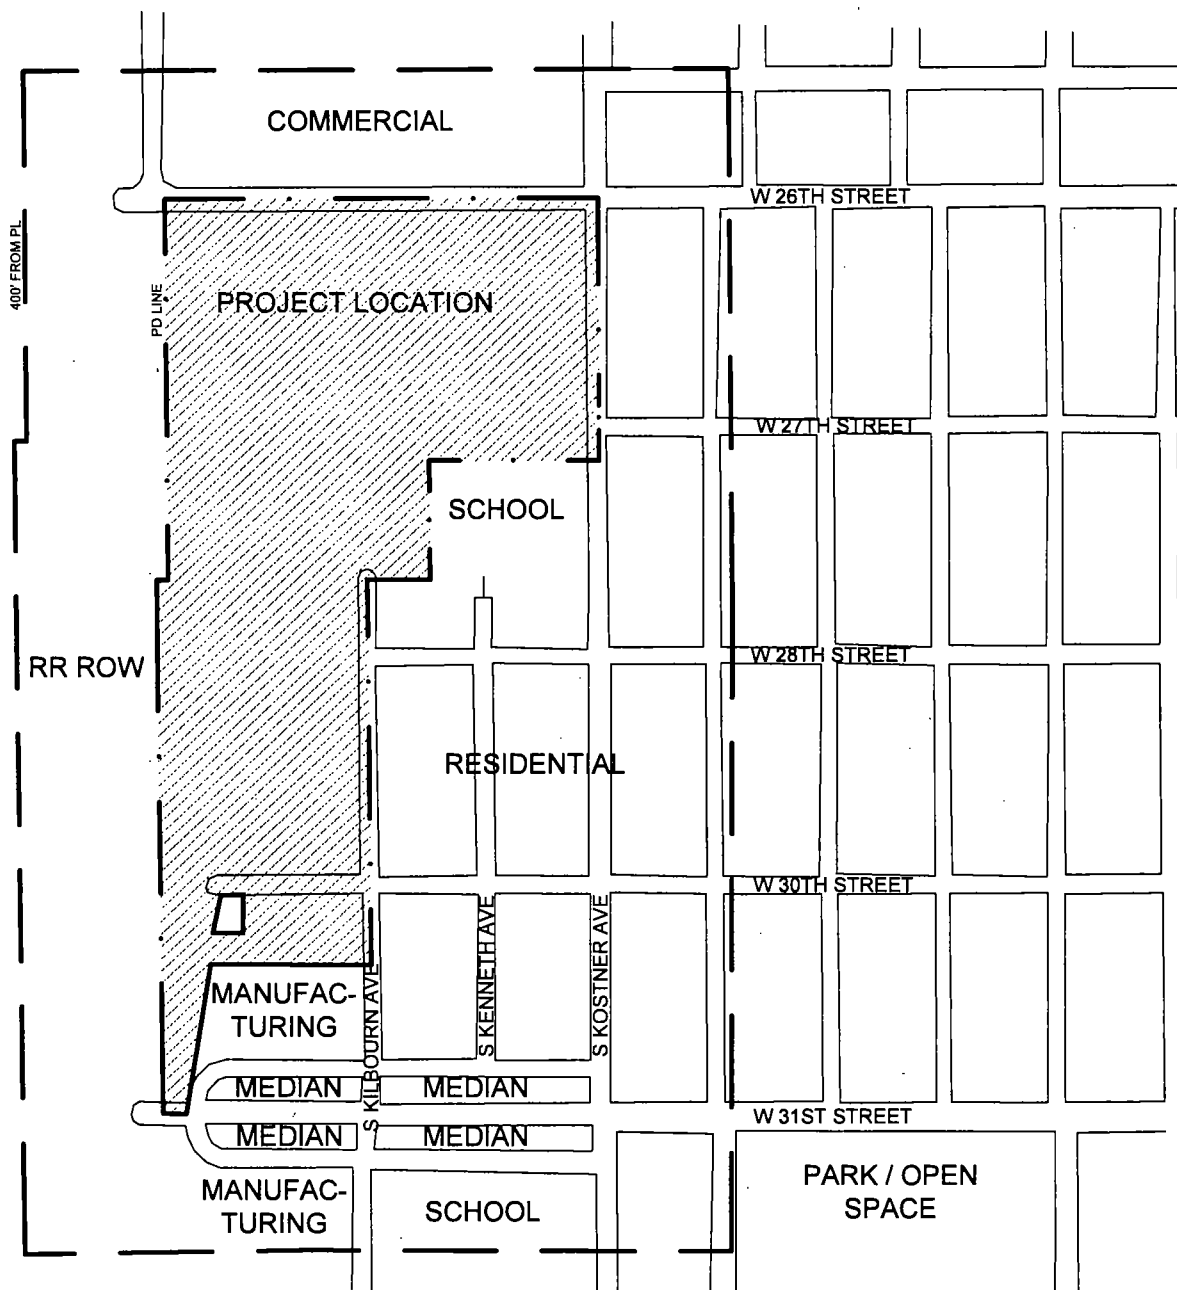 COMMERCIAL
W 26TH STREET
400' FROM PL
PD LINE
PROJECT LOCATION
W 27TH STREET
SCHOOL
RR ROW
W 28TH STREET
RESIDENTIAL
W 30TH STREET
S KILBOURN AVE
S KENNETH AVE
S KOSTNER AVE
MANUFAC-
TURING
MEDIAN
MEDIAN
W 31ST STREET
MEDIAN
MEDIAN
MANUFAC-
TURING
SCHOOL
PARK / OPEN
SPACE